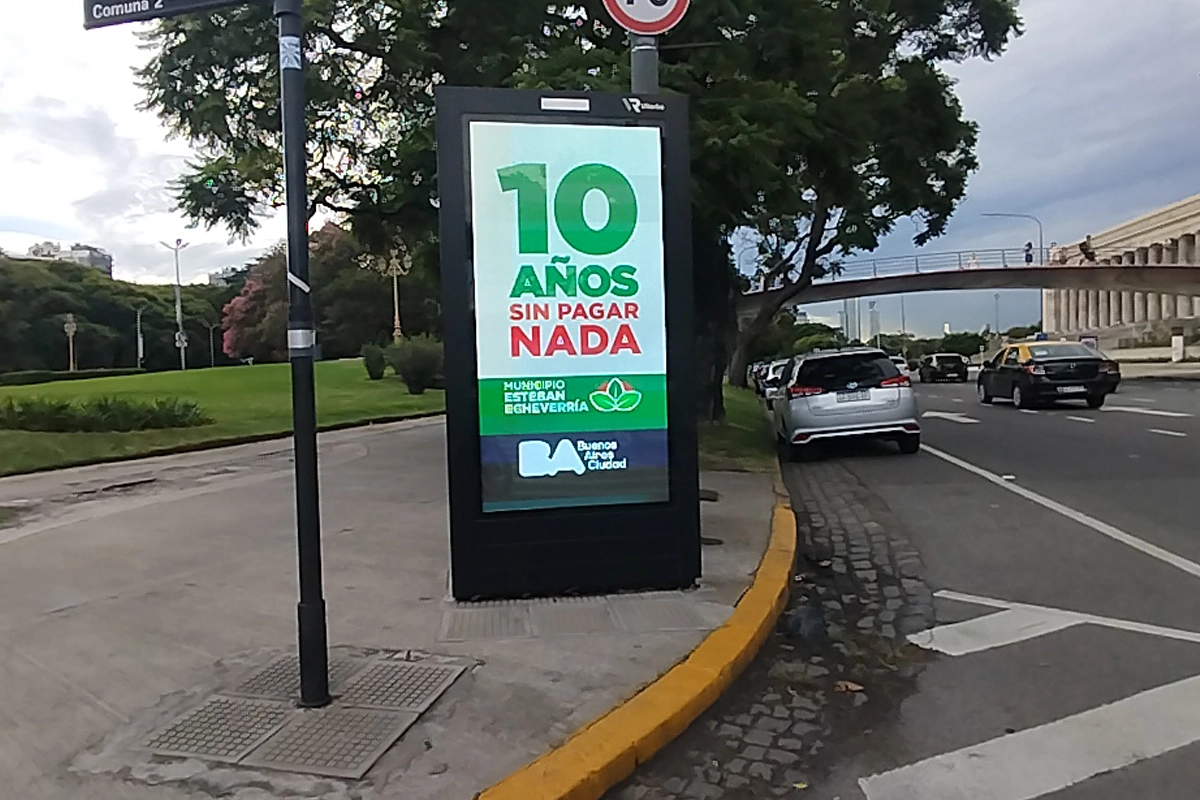 Comuna 2
10
AÑOS
SIN PAGAR
NADA
MUNICIPIO
ESTEBAN
ECHEVERRÍA
BA Buenos
Aires
Ciudad